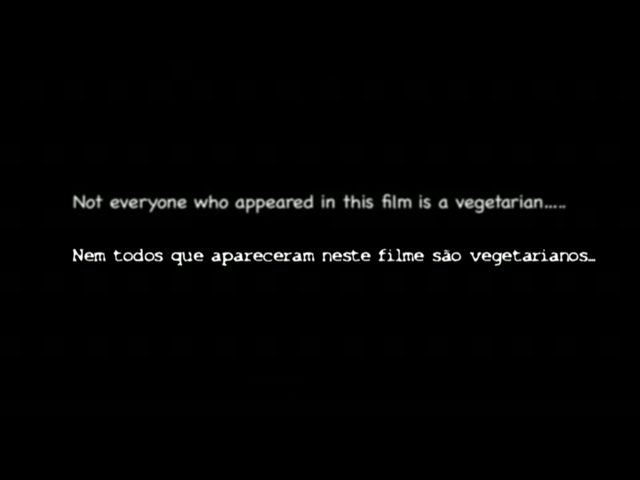 Not everyone who appeared in this film is a vegetarian.....
Nem todos que apareceram neste filme são vegetarianos...